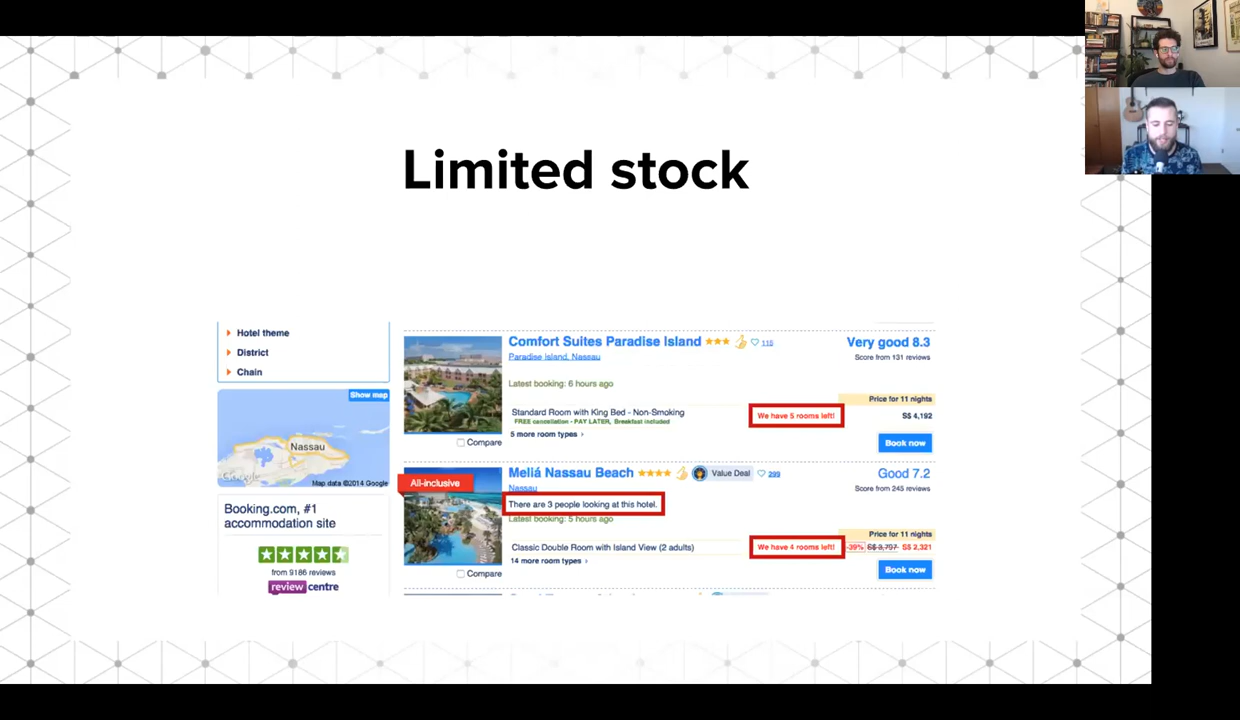 Limited stock
Hotel theme
District
Chain
Show map
Nassau
Google
Map data ©2014 Google
Booking.com, #1
accommodation site
from 9186 reviews
review centre
Comfort Suites Paradise Island
115
Paradise Island, Nassau
Latest booking: 6 hours ago
Standard Room with King Bed - Non-Smoking
FREE cancellation - PAY LATER, Breakfast included
5 more room types
Compare
We have 5 rooms left!
Very good 8.3
Score from 131 reviews
Price for 11 nights
S$ 4,192
Book now
All-inclusive
Meliá Nassau Beach
Value Deal
299
Nassau
There are 3 people looking at this hotel.
Latest booking: 5 hours ago
Classic Double Room with Island View (2 adults)
14 more room types
Compare
We have 4 rooms left!
Good 7.2
Score from 245 reviews
Price for 11 nights
-39% S$ 3,797 S$ 2,321
Book now